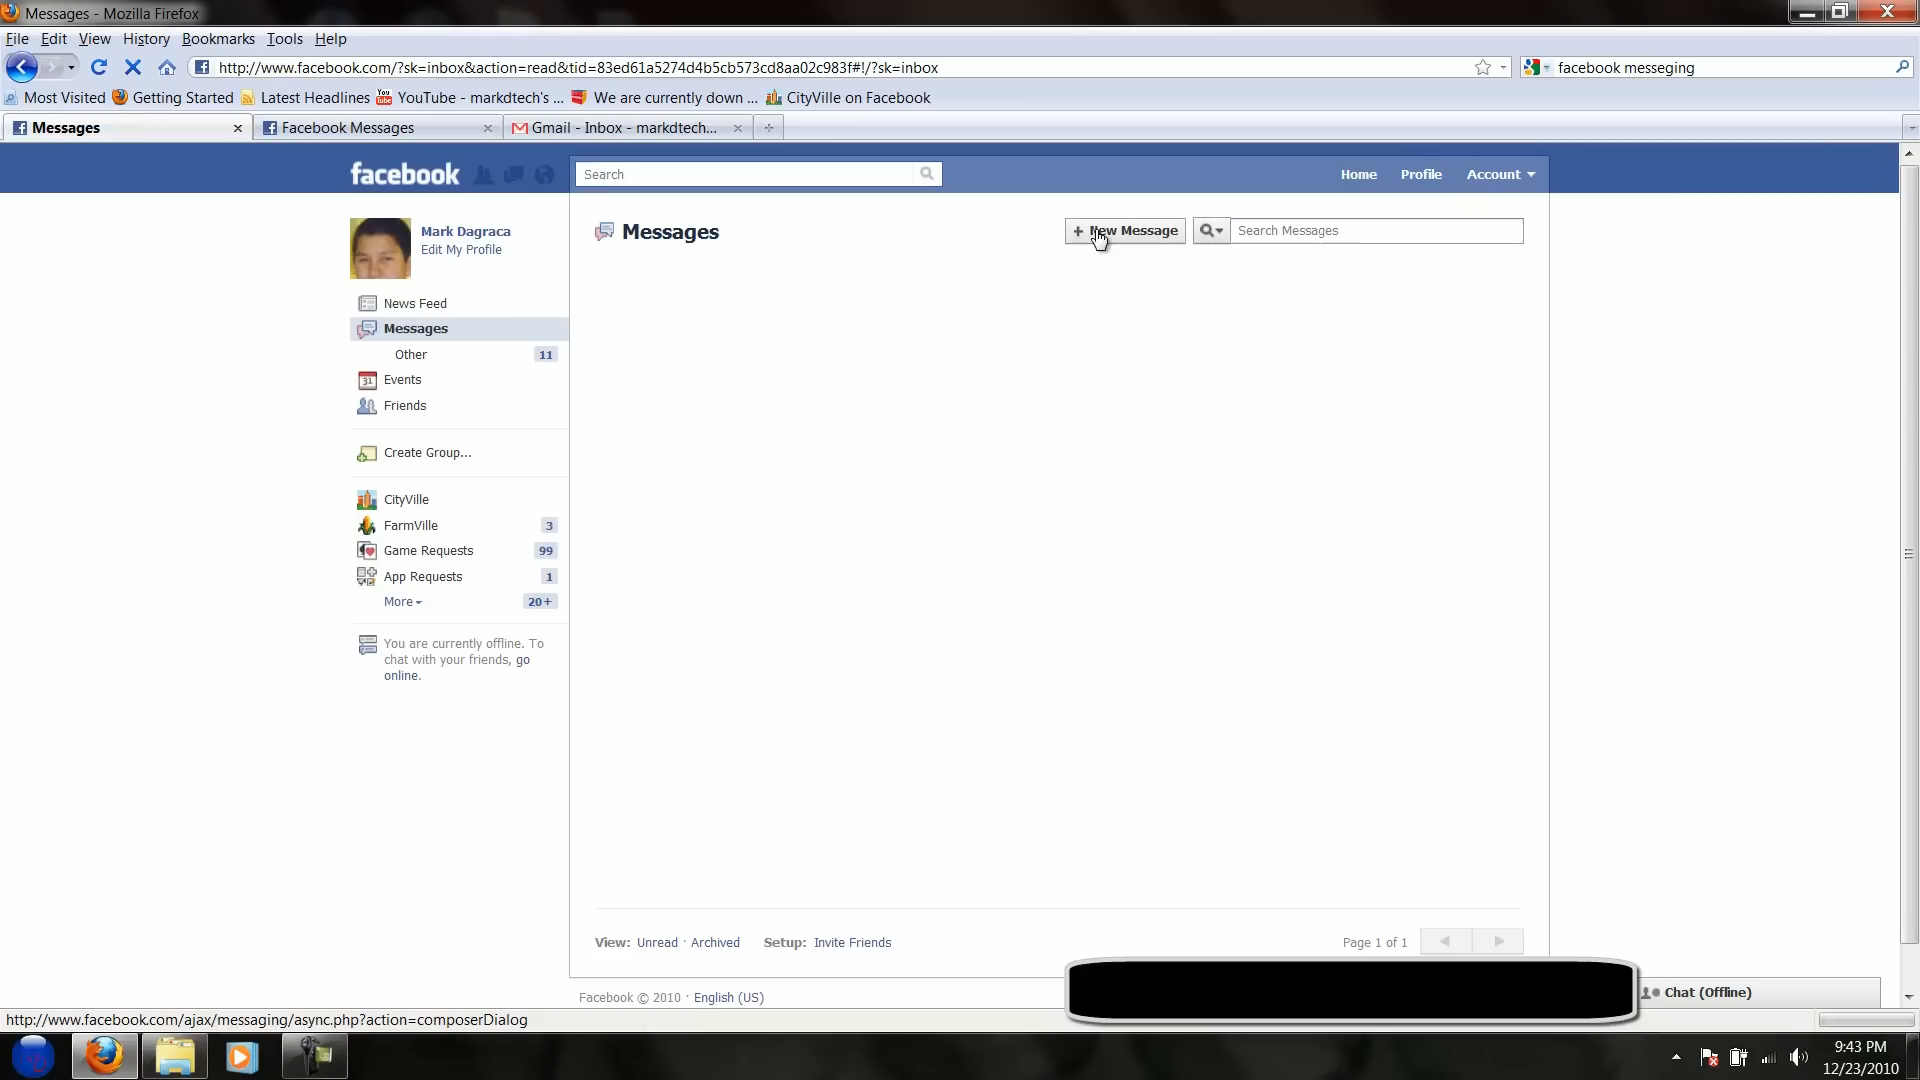 Messages - Mozilla Firefox
File Edit View History Bookmarks Tools Help
http://www.facebook.com/?sk=inbox&action=read&tid=83ed61a5274d4b5cb573cd8aa02c983f#!/?sk=inbox
facebook messeging
Most Visited Getting Started Latest Headlines YouTube - markdtech's ... We are currently down ... CityVille on Facebook
Messages Facebook Messages Gmail - Inbox - markdtech...
facebook Search Home Profile Account
Mark Dagraca
Edit My Profile
Messages + New Message Search Messages
News Feed
Messages
Other 11
31 Events
Friends
Create Group...
CityVille
FarmVille 3
Game Requests 99
App Requests 1
More 20+
You are currently offline. To
chat with your friends, go
online.
View: Unread · Archived Setup: Invite Friends Page 1 of 1
Facebook © 2010 · English (US)
Chat (Offline)
http://www.facebook.com/ajax/messaging/async.php?action=composerDialog
9:43 PM
12/23/2010